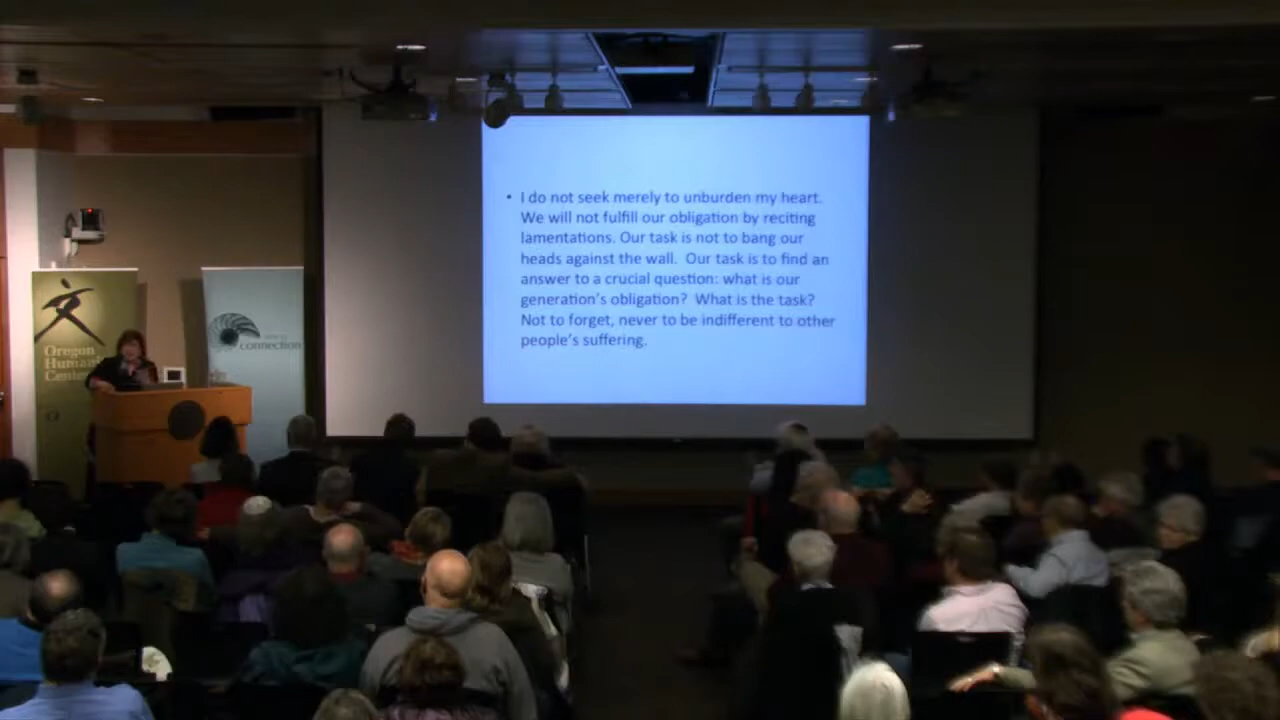 • I do not seek merely to unburden my heart.
We will not fulfill our obligation by reciting
lamentations. Our task is not to bang our
heads against the wall.  Our task is to find an
answer to a crucial question: what is our
generation's obligation?  What is the task?
Not to forget, never to be indifferent to other
people's suffering.
Oregon
Humani
Cente
connection